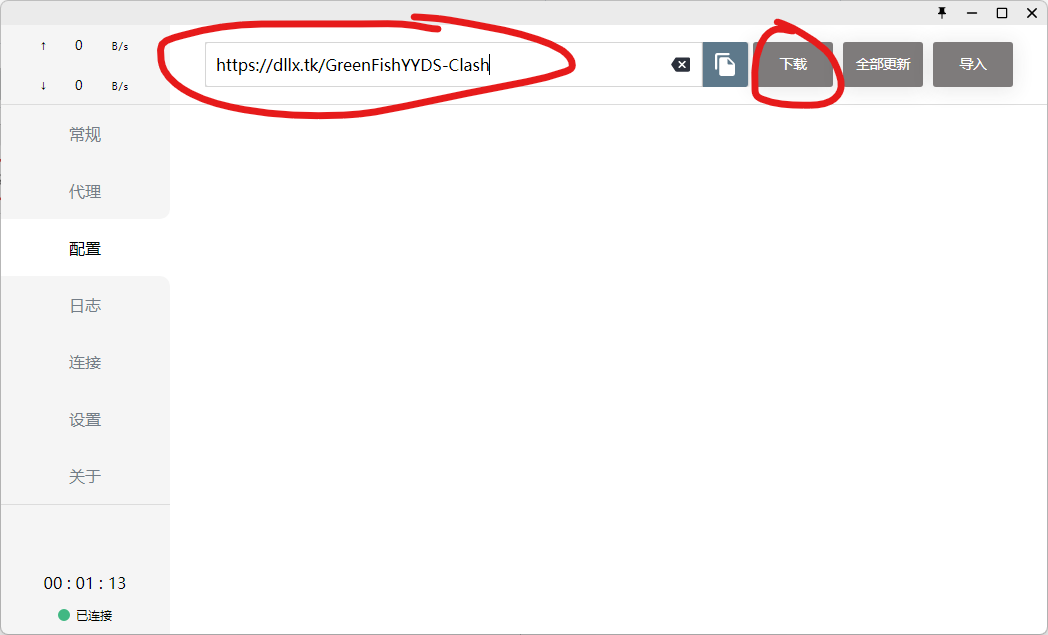 ↑ 0 B/s
↓ 0 B/s
https://dllx.tk/GreenFishYYDS-Clash
下载
全部更新
导入
常规
代理
配置
日志
连接
设置
关于
00 : 01 : 13
已连接